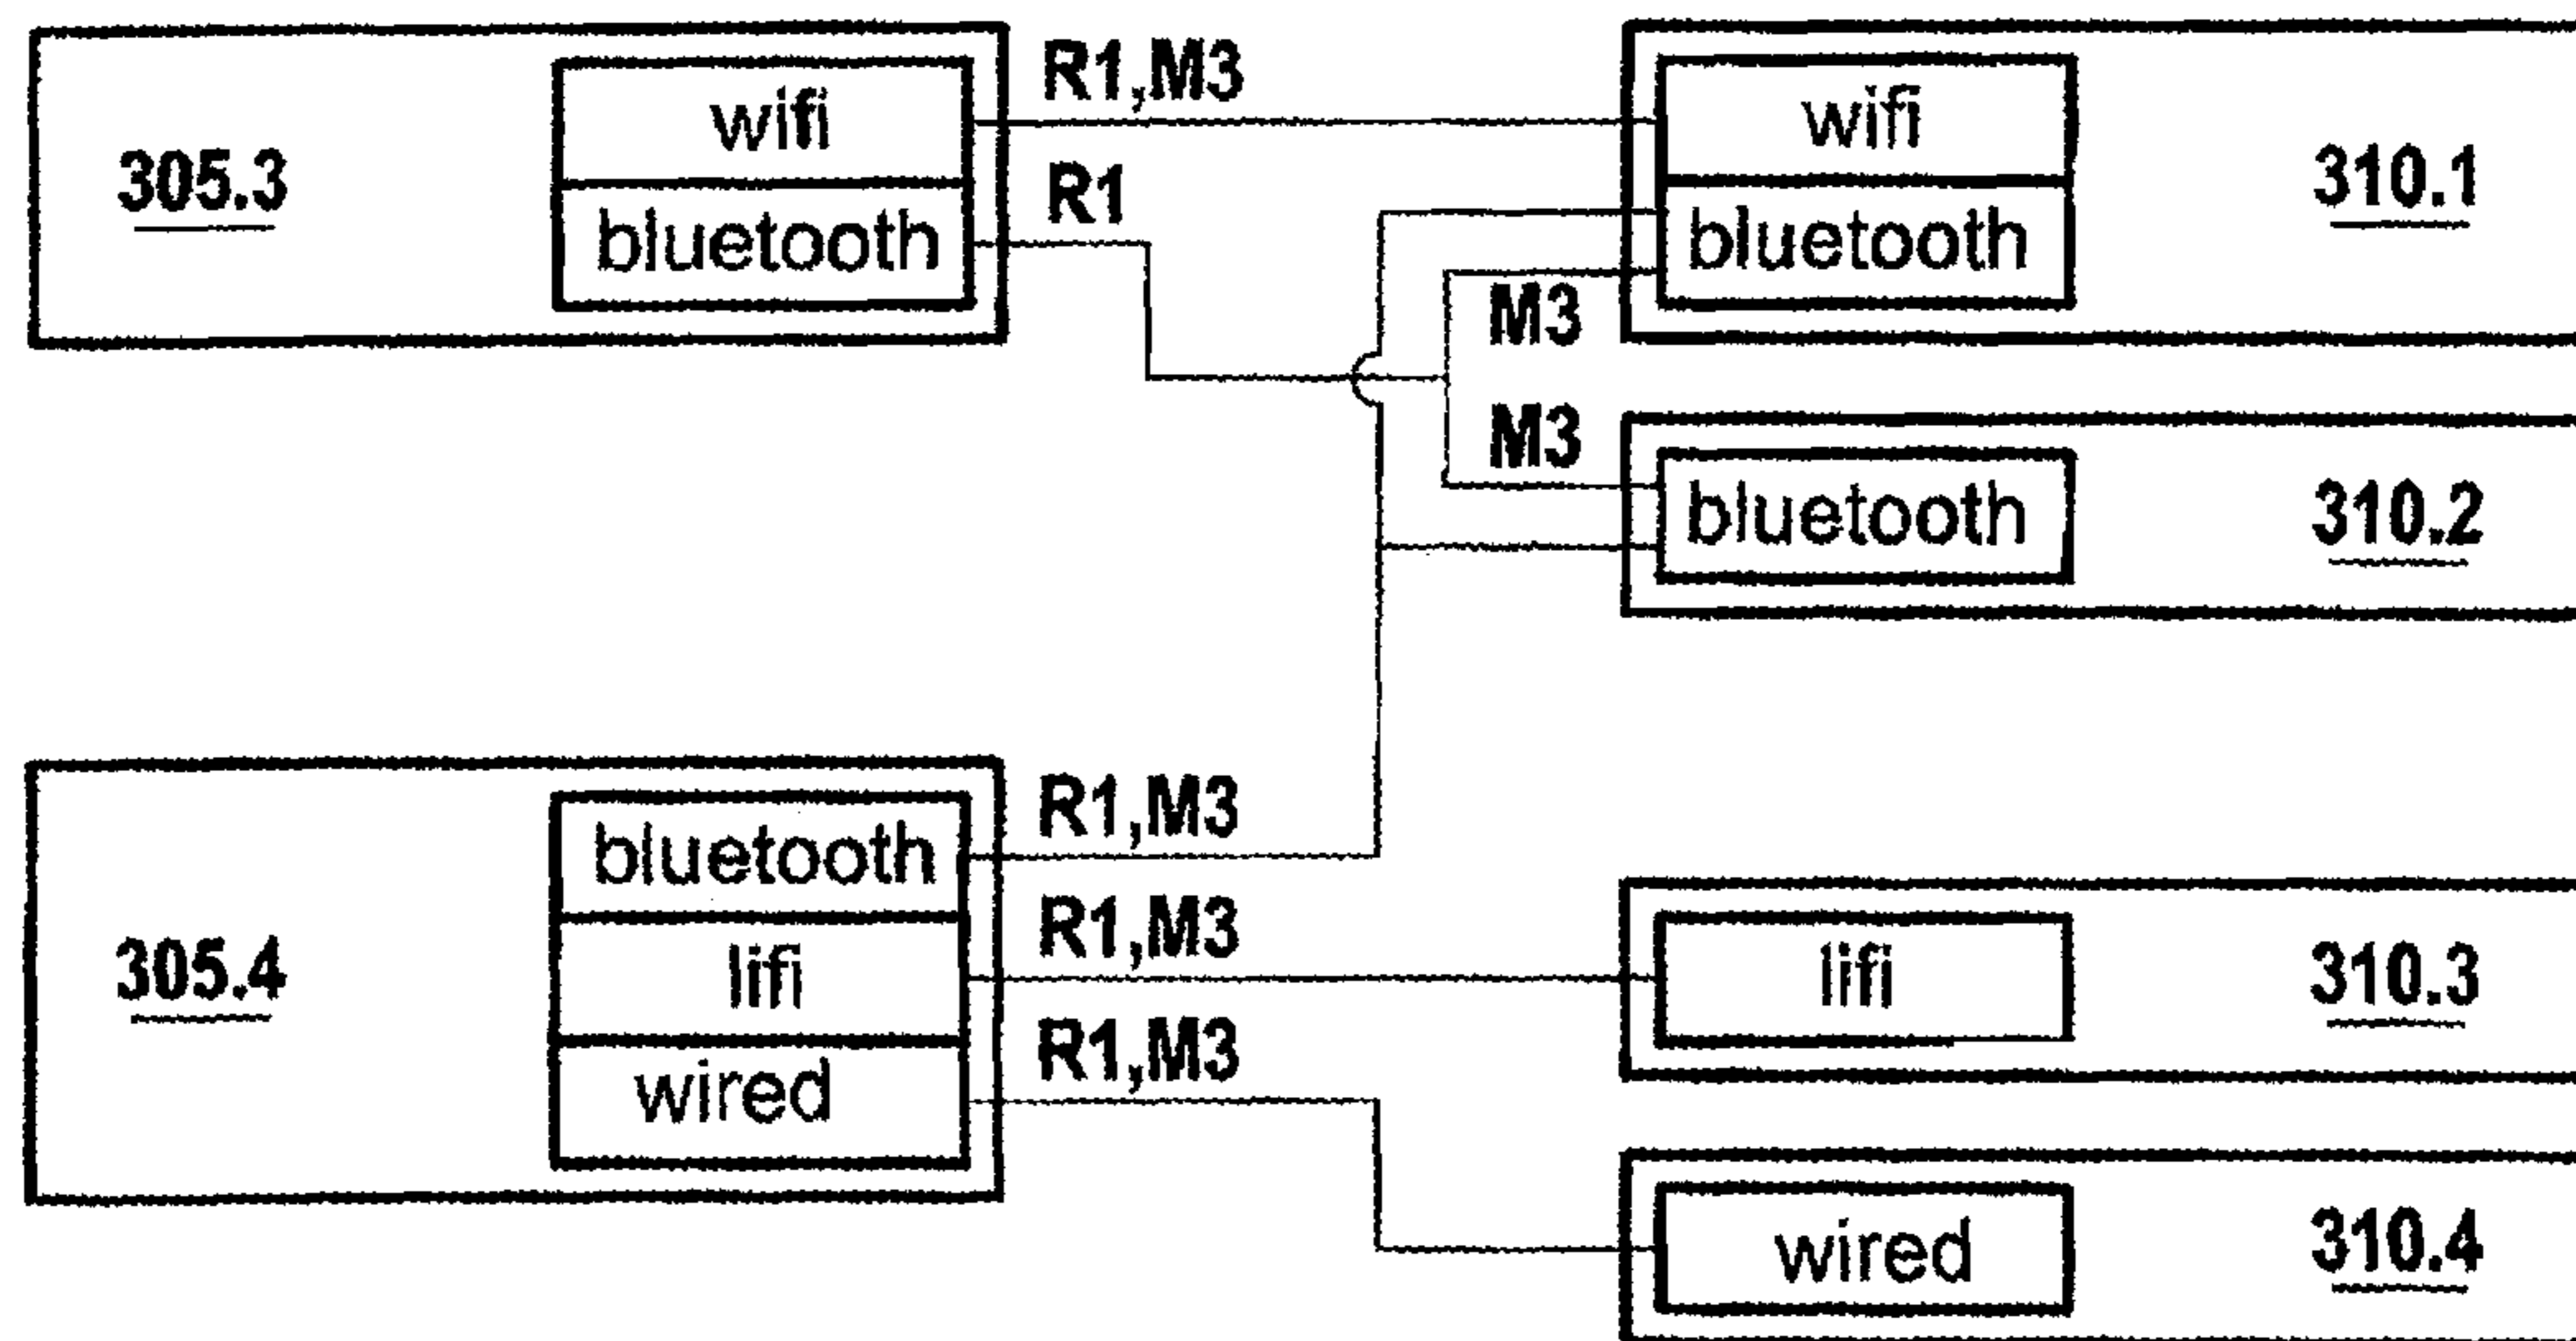 R1,M3
wifi
wifi
305.3
310.1
R1
bluetooth
bluetooth
M3
M3
bluetooth
310.2
R1,M3
bluetooth
R1,M3
305.4
lifi
lifi
310.3
R1,M3
wired
wired
310.4